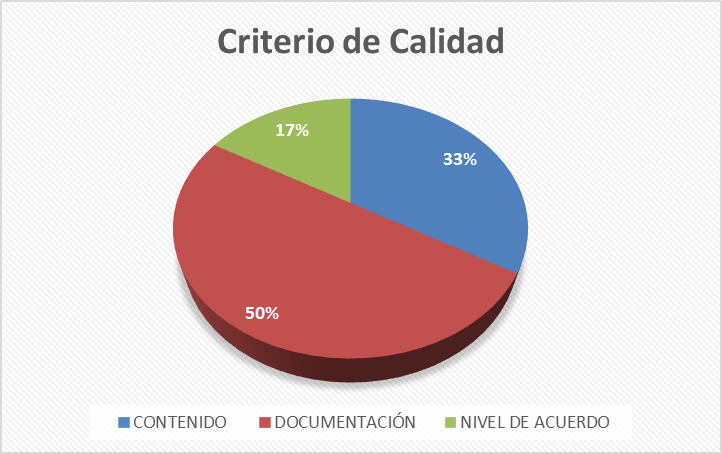 Criterio de Calidad
17%
33%
50%
CONTENIDO DOCUMENTACIÓN NIVEL DE ACUERDO